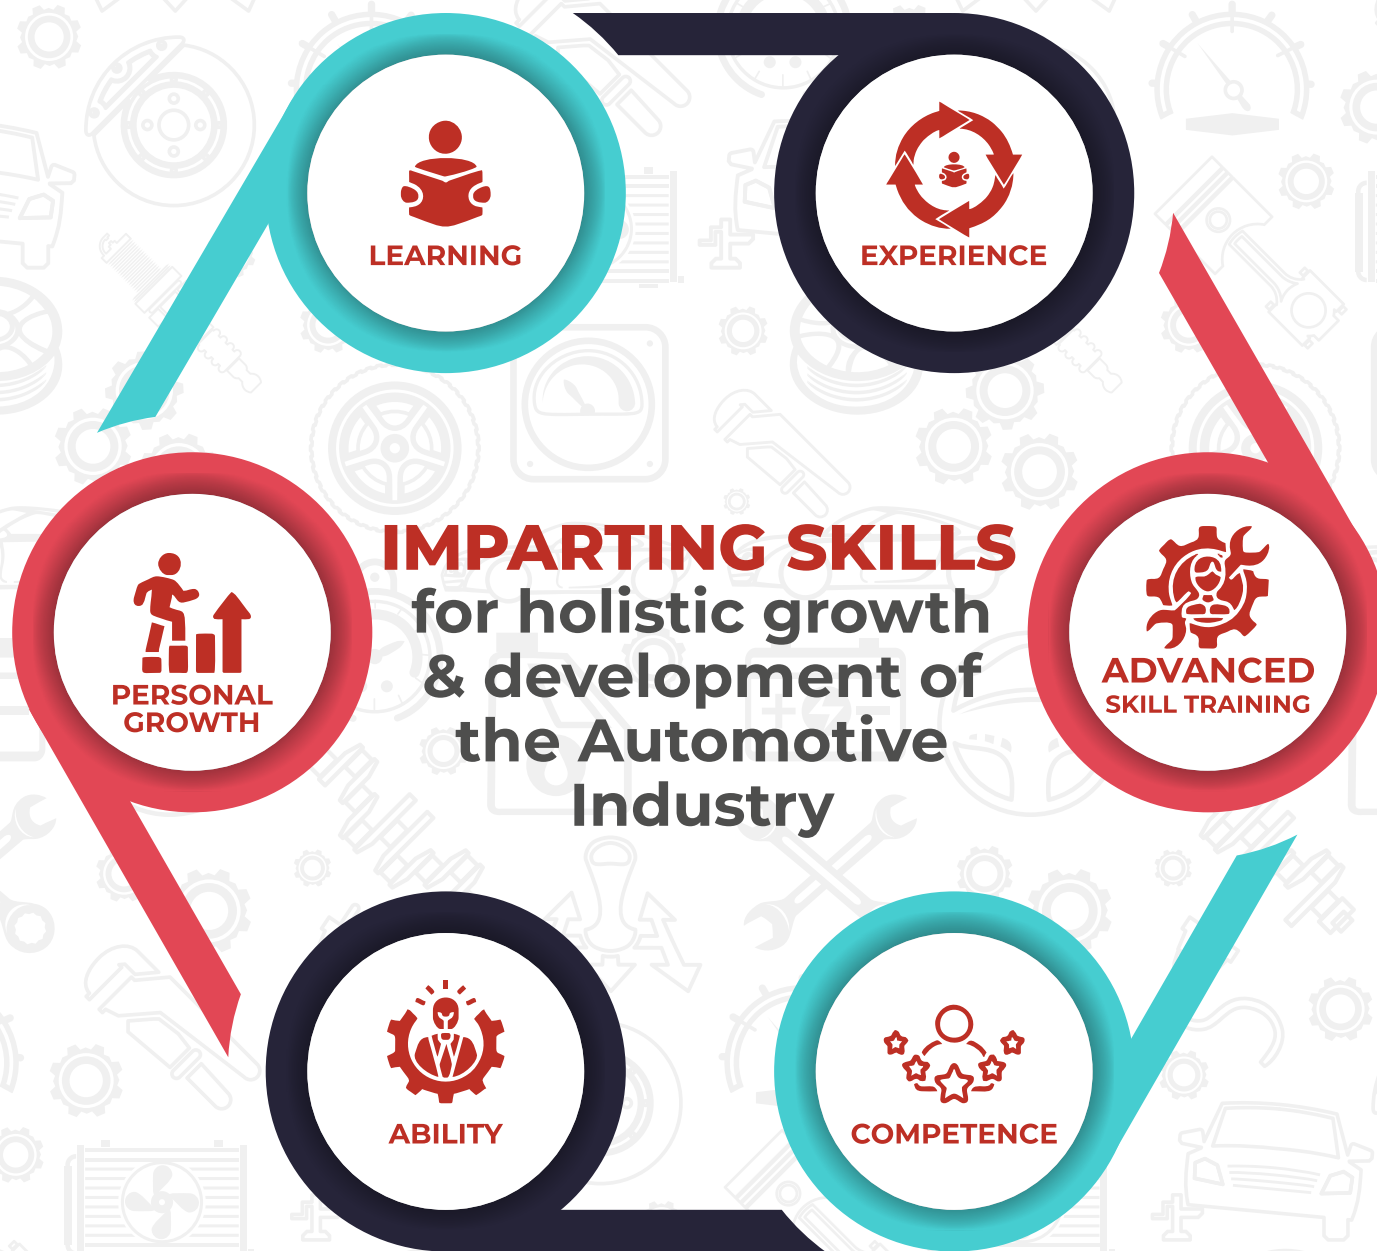 LEARNING
EXPERIENCE
IMPARTING SKILLS
for holistic growth
& development of
the Automotive
Industry
PERSONAL
GROWTH
ADVANCED
SKILL TRAINING
ABILITY
COMPETENCE